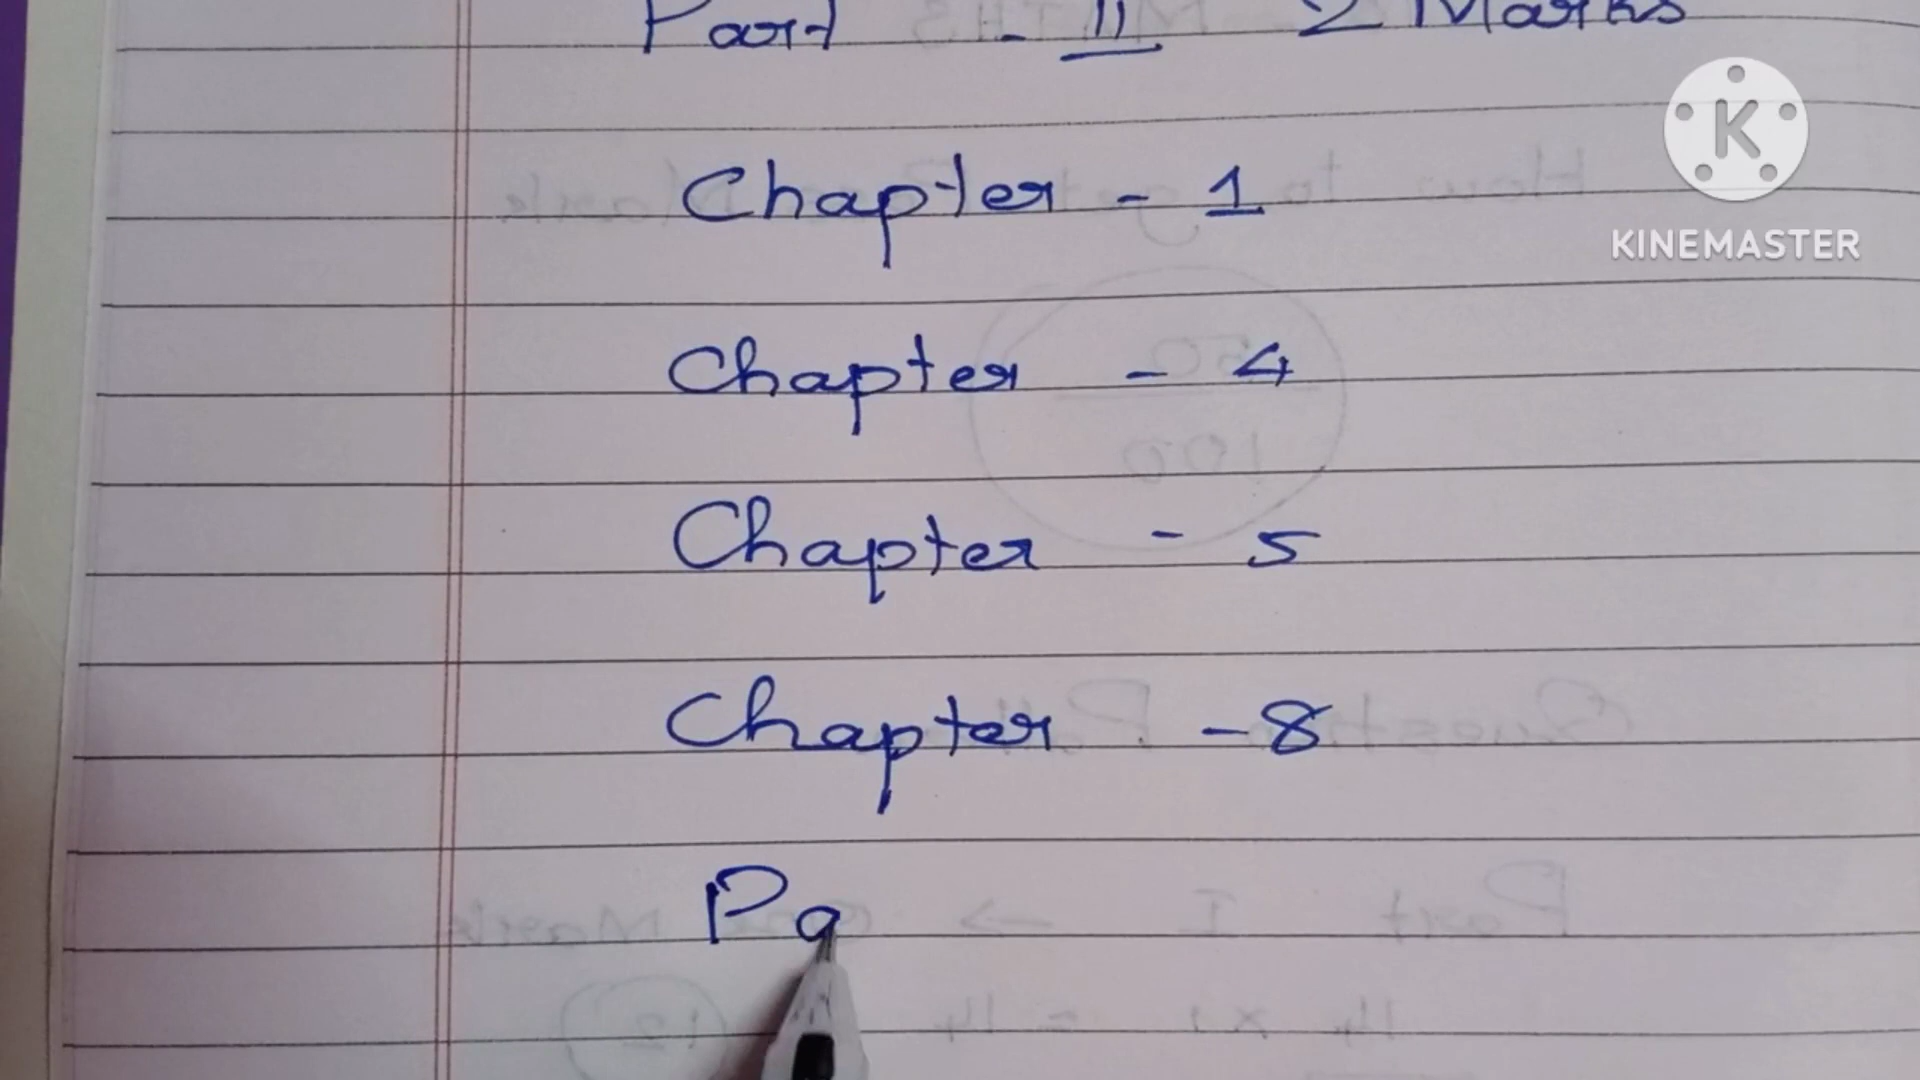 Part - II 2 Marks
K
KINEMASTER
Chapter - 1
Chapter - 4
Chapter - 5
Chapter - 8
Pa